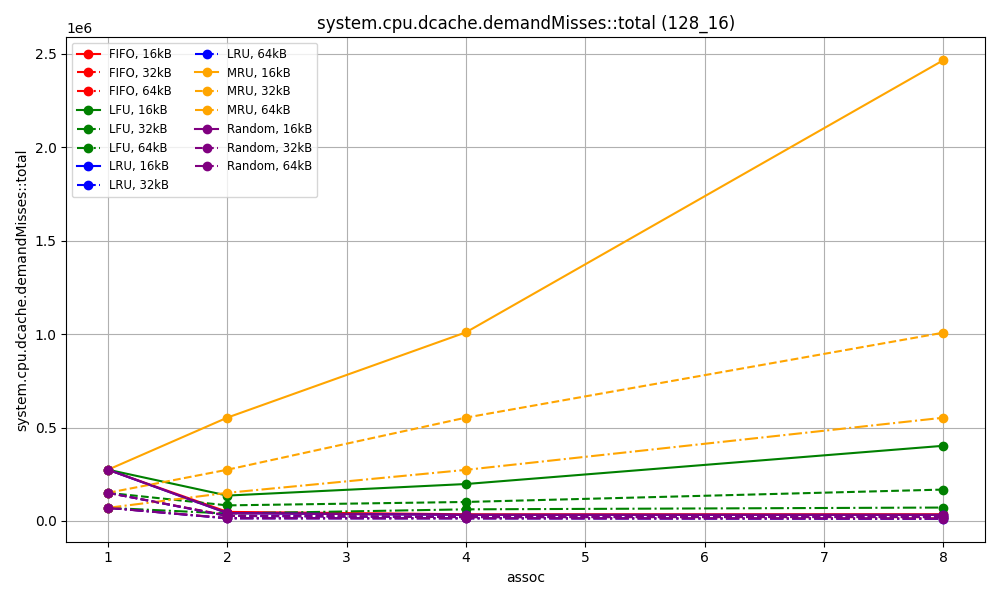 system.cpu.dcache.demandMisses::total (128_16)
1e6
FIFO, 16kB
FIFO, 32kB
FIFO, 64kB
LFU, 16kB
LFU, 32kB
LFU, 64kB
LRU, 16kB
LRU, 32kB
LRU, 64kB
MRU, 16kB
MRU, 32kB
MRU, 64kB
Random, 16kB
Random, 32kB
Random, 64kB
system.cpu.dcache.demandMisses::total
2.5
2.0
1.5
1.0
0.5
0.0
1 2 3 4 5 6 7 8
assoc